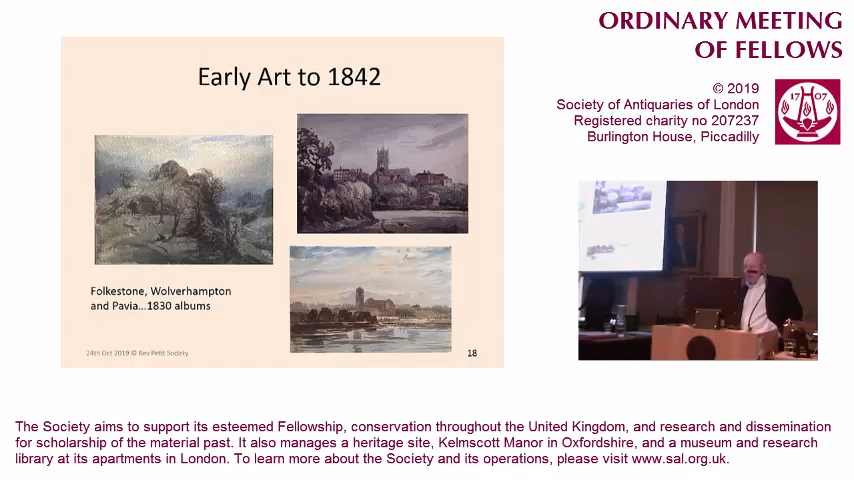 ORDINARY MEETING
OF FELLOWS
© 2019
Society of Antiquaries of London
Registered charity no 207237
Burlington House, Piccadilly
17 07
Early Art to 1842
Folkestone, Wolverhampton
and Pavia...1830 albums
24th Oct 2019 © Rev Petit Society
18
The Society aims to support its esteemed Fellowship, conservation throughout the United Kingdom, and research and dissemination
for scholarship of the material past. It also manages a heritage site, Kelmscott Manor in Oxfordshire, and a museum and research
library at its apartments in London. To learn more about the Society and its operations, please visit www.sal.org.uk.